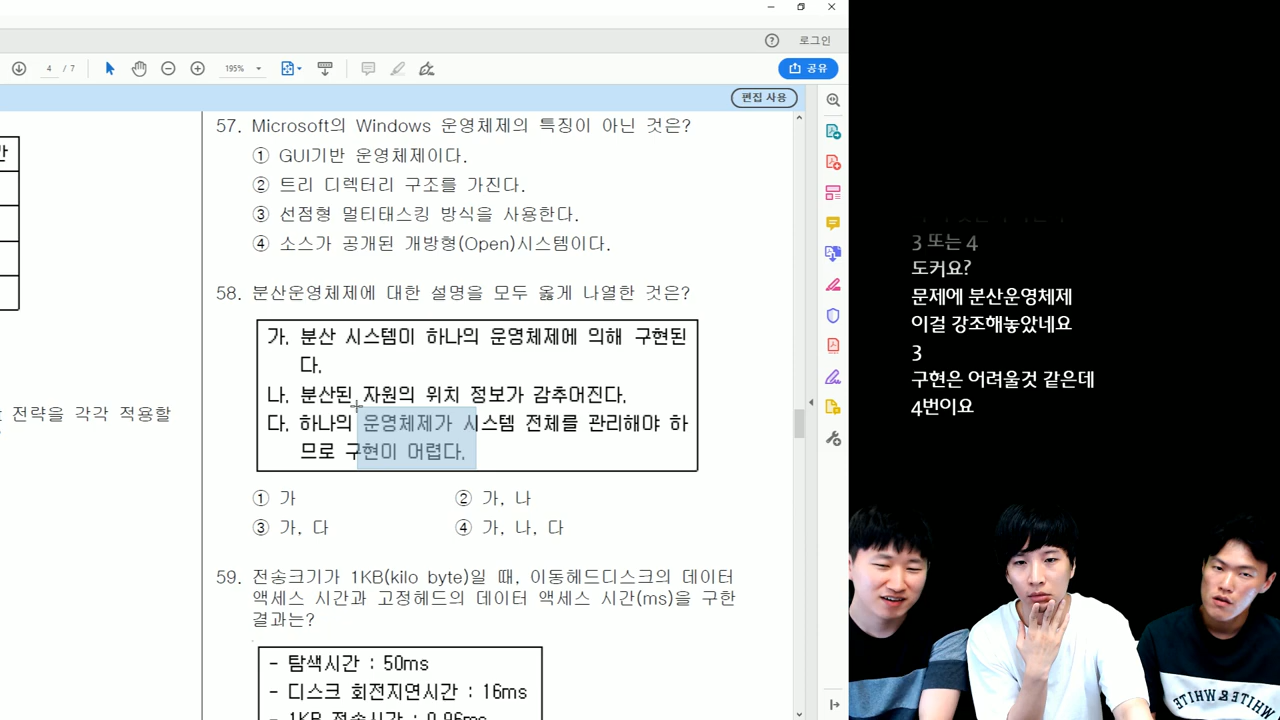 로그인
4 / 7
195%
공유
편집 사용
57. Microsoft의 Windows 운영체제의 특징이 아닌 것은?
① GUI기반 운영체제이다.
② 트리 디렉터리 구조를 가진다.
③ 선점형 멀티태스킹 방식을 사용한다.
④ 소스가 공개된 개방형(Open)시스템이다.
58. 분산운영체제에 대한 설명을 모두 옳게 나열한 것은?
가. 분산 시스템이 하나의 운영체제에 의해 구현된
다.
나. 분산된 자원의 위치 정보가 감추어진다.
다. 하나의 운영체제가 시스템 전체를 관리해야 하
므로 구현이 어렵다.
① 가 ② 가, 나
③ 가, 다 ④ 가, 나, 다
전략을 각각 적용할
59. 전송크기가 1KB(kilo byte)일 때, 이동헤드디스크의 데이터
액세스 시간과 고정헤드의 데이터 액세스 시간(ms)을 구한
결과는?
- 탐색시간 : 50ms
- 디스크 회전지연시간 : 16ms
- 1KB 전송시간 : 0.96ms
3 또는 4
도커요?
문제에 분산운영체제
이걸 강조해놓았네요
3
구현은 어려울것 같은데
4번이요
WHITE & WHITE